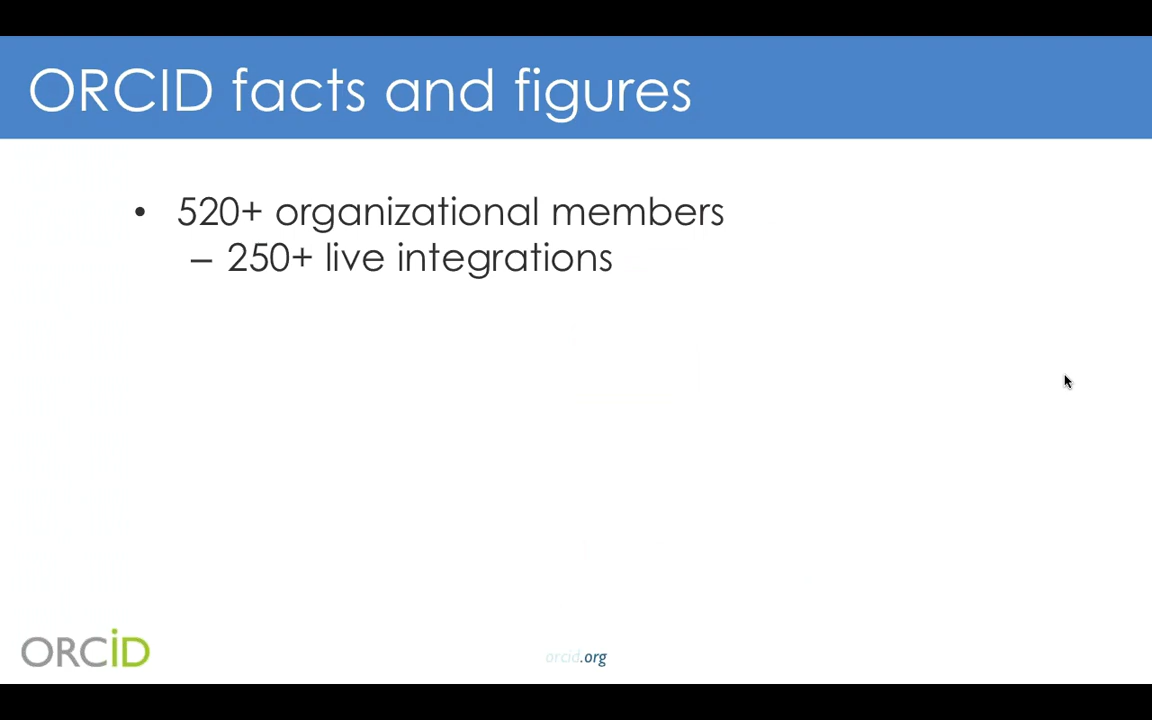 ORCID facts and figures
• 520+ organizational members
– 250+ live integrations
ORCiD
orcid.org